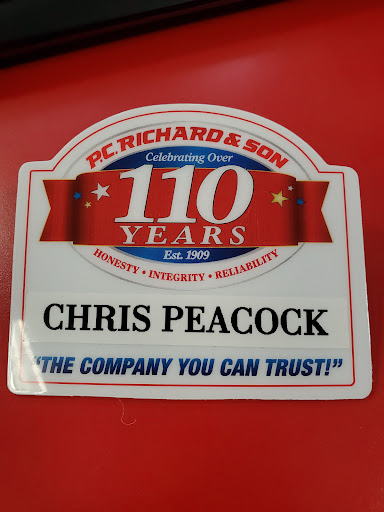 P.C. RICHARD & SON
Celebrating Over
110
YEARS
Est. 1909
HONESTY • INTEGRITY • RELIABILITY
CHRIS PEACOCK
"THE COMPANY YOU CAN TRUST!"